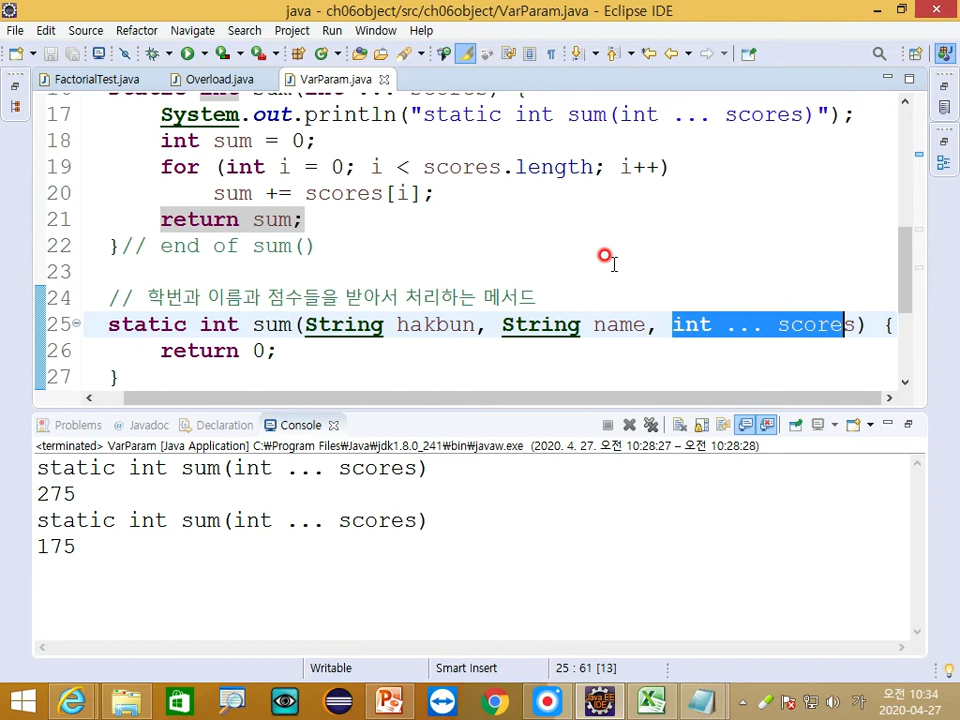 java - ch06object/src/ch06object/VarParam.java - Eclipse IDE
File Edit Source Refactor Navigate Search Project Run Window Help
FactorialTest.java Overload.java VarParam.java
17 System.out.println("static int sum(int ... scores)");
18 int sum = 0;
19 for (int i = 0; i < scores.length; i++)
20 sum += scores[i];
21 return sum;
22 }// end of sum()
23
24 // 학번과 이름과 점수들을 받아서 처리하는 메서드
25 static int sum(String hakbun, String name, int ... scores) {
26 return 0;
27 }
Problems Javadoc Declaration Console
<terminated> VarParam [Java Application] C:₩Program Files₩Java₩jdk1.8.0_241₩bin₩javaw.exe (2020. 4. 27. 오전 10:28:27 – 오전 10:28:28)
static int sum(int ... scores)
275
static int sum(int ... scores)
175
Writable Smart Insert 25 : 61 [13]
가 오전 10:34
2020-04-27